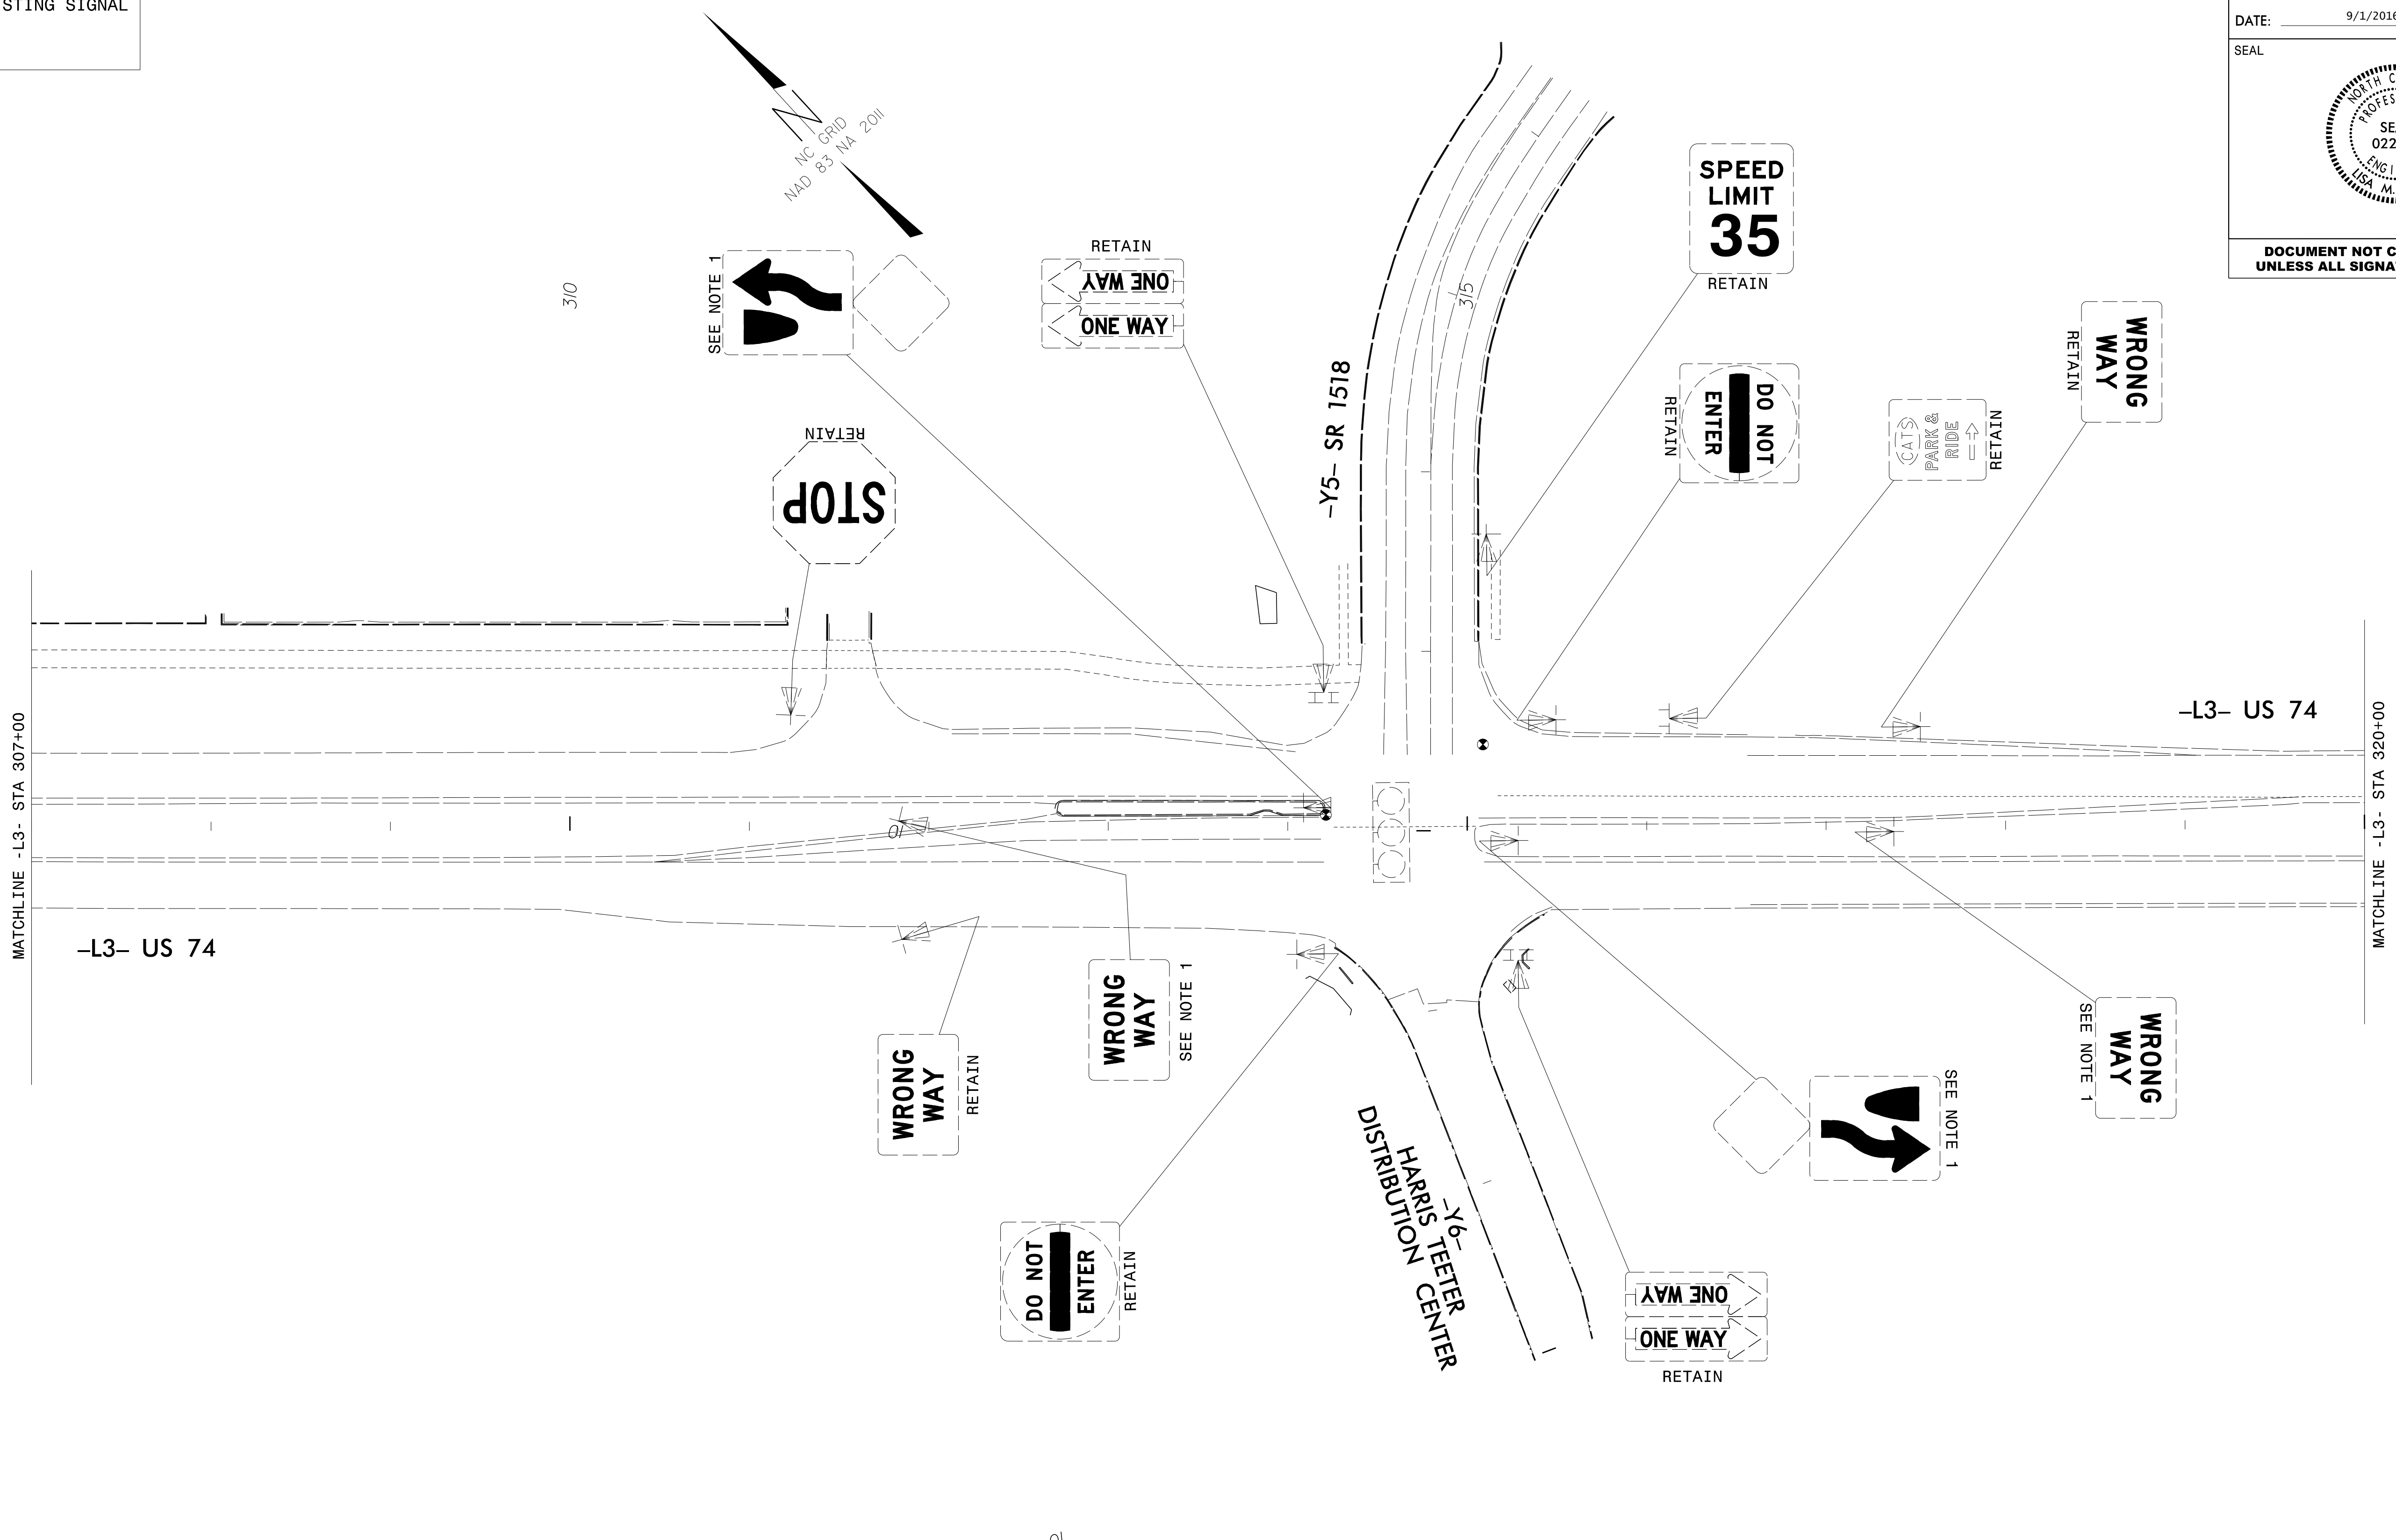 STING SIGNAL
DATE:
9/1/2016
SEAL
DOCUMENT NOT C
UNLESS ALL SIGNA
NC GRID
NAD 83 NA 2011
310
315
SEE NOTE 1
RETAIN
ONE WAY
ONE WAY
SPEED
LIMIT
35
RETAIN
RETAIN
STOP
-Y5- SR 1518
DO NOT
ENTER
RETAIN
CATS
PARK &
RIDE
RETAIN
WRONG
WAY
RETAIN
MATCHLINE -L3- STA 307+00
-L3- US 74
-L3- US 74
MATCHLINE -L3- STA 320+00
10
WRONG
WAY
RETAIN
WRONG
WAY
SEE NOTE 1
DO NOT
ENTER
RETAIN
-Y6-
HARRIS TEETER
DISTRIBUTION CENTER
SEE NOTE 1
WRONG
WAY
SEE NOTE 1
ONE WAY
ONE WAY
RETAIN